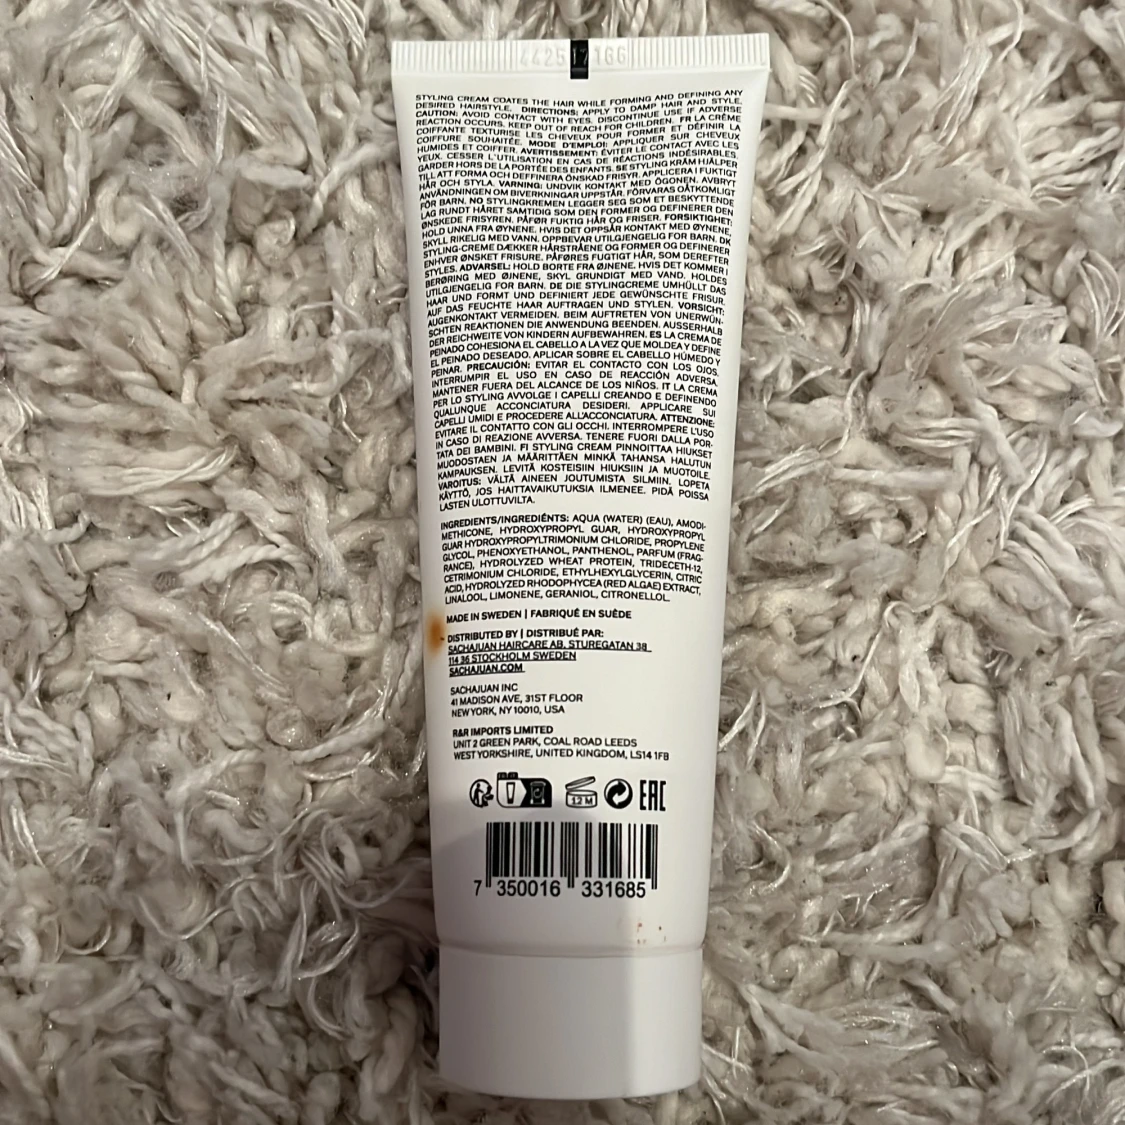 442517166
STYLING CREAM COATES THE HAIR WHILE FORMING AND DEFINING ANY
DESIRED HAIRSTYLE. DIRECTIONS: APPLY TO DAMP HAIR AND STYLE.
CAUTION: AVOID CONTACT WITH EYES. DISCONTINUE USE IF ADVERSE
REACTION OCCURS. KEEP OUT OF REACH FOR CHILDREN. FR LA CRÈME
COIFFANTE TEXTURISE LES CHEVEUX POUR FORMER ET DÉFINIR LA
COIFFURE SOUHAITÉE. MODE D'EMPLOI: APPLIQUER SUR CHEVEUX
HUMIDES ET COIFFER. AVERTISSEMENT: ÉVITER LE CONTACT AVEC LES
YEUX. CESSER L'UTILISATION EN CAS DE RÉACTIONS INDÉSIRABLES.
GARDER HORS DE LA PORTÉE DES ENFANTS. SE STYLING KRÄM HJÄLPER
TILL ATT FORMA OCH DEFINERA ÖNSKAD FRISYR. APPLICERA I FUKTIGT
HÅR OCH STYLA. VARNING: UNDVIK KONTAKT MED ÖGONEN. AVBRYT
ANVÄNDNINGEN OM BIVERKNINGAR UPPSTÅR. FÖRVARAS OÅTKOMLIGT
FÖR BARN. NO STYLINGKREMEN LEGGER SEG SOM ET BESKYTTENDE
LAG RUNDT HÅRET SAMTIDIG SOM DEN FORMER OG DEFINERER DEN
ØNSKEDE FRISYREN. PÅFØR FUKTIG HÅR OG FRISER. FORSIKTIGHET:
HOLD UNNA FRA ØYNENE. HVIS DET OPPSÅR KONTAKT MED ØYNENE,
SKYLL RIKELIG MED VANN. OPPBEVAR UTILGJENGELIG FOR BARN. DK
STYLING-CREME DÆKKER HÅRSTRÅENE OG FORMER OG DEFINERER
ENHVER ØNSKET FRISURE. PÅFØRES FUGTIGT HÅR, SOM DEREFTER
STYLES. ADVARSEL: HOLD BORTE FRA ØJNENE. HVIS DET KOMMER I
BERØRING MED ØJNENE, SKYL GRUNDIGT MED VAND. HOLDES
UTILGJENGELIG FOR BARN. DE DIE STYLINGCREME UMHÜLLT DAS
HAAR UND FORMT UND DEFINIERT JEDE GEWÜNSCHTE FRISUR.
AUF DAS FEUCHTE HAAR AUFTRAGEN UND STYLEN. VORSICHT:
AUGENKONTAKT VERMEIDEN. BEIM AUFTRETEN VON UNERWÜN-
SCHTEN REAKTIONEN DIE ANWENDUNG BEENDEN. AUSSERHALB
DER REICHWEITE VON KINDERN AUFBEWAHREN. ES LA CREMA DE
PEINADO COHESIONA EL CABELLO A LA VEZ QUE MOLDEA Y DEFINE
EL PEINADO DESEADO. APLICAR SOBRE EL CABELLO HÚMEDO Y
PEINAR. PRECAUCIÓN: EVITAR EL CONTACTO CON LOS OJOS.
INTERRUMPIR EL USO EN CASO DE REACCIÓN ADVERSA.
MANTENER FUERA DEL ALCANCE DE LOS NIÑOS. IT LA CREMA
PER LO STYLING AVVOLGE I CAPELLI CREANDO E DEFINENDO
QUALUNQUE ACCONCIATURA DESIDERI. APPLICARE SUI
CAPELLI UMIDI E PROCEDERE ALL'ACCONCIATURA. ATTENZIONE:
EVITARE IL CONTATTO CON GLI OCCHI. INTERROMPERE L'USO
IN CASO DI REAZIONE AVVERSA. TENERE FUORI DALLA POR-
TATA DEI BAMBINI. FI STYLING CREAM PINNOITTAA HIUKSET
MUODOSTAEN JA MÄÄRITTÄEN MINKÄ TAHANSA HALUTUN
KAMPAUKSEN. LEVITÄ KOSTEISIIN HIUKSIIN JA MUOTOILE.
VAROITUS: VÄLTÄ AINEEN JOUTUMISTA SILMIIN. LOPETA
KÄYTTÖ, JOS HAITTAVAIKUTUKSIA ILMENEE. PIDÄ POISSA
LASTEN ULOTTUVILTA.
INGREDIENTS/INGREDIÉNTS: AQUA (WATER) (EAU), AMODI-
METHICONE, HYDROXYPROPYL GUAR, HYDROXYPROPYL
GUAR HYDROXYPROPYLTRIMONIUM CHLORIDE, PROPYLENE
GLYCOL, PHENOXYETHANOL, PANTHENOL, PARFUM (FRAG-
RANCE), HYDROLYZED WHEAT PROTEIN, TRIDECETH-12,
CETRIMONIUM CHLORIDE, ETHYLHEXYLGLYCERIN, CITRIC
ACID, HYDROLYZED RHODOPHYCEA (RED ALGAE) EXTRACT,
LINALOOL, LIMONENE, GERANIOL, CITRONELLOL.
MADE IN SWEDEN | FABRIQUÉ EN SUÈDE
DISTRIBUTED BY | DISTRIBUÉ PAR:
SACHAJUAN HAIRCARE AB, STUREGATAN 38
114 36 STOCKHOLM SWEDEN
SACHAJUAN.COM
SACHAJUAN INC
41 MADISON AVE, 31ST FLOOR
NEW YORK, NY 10010, USA
R&R IMPORTS LIMITED
UNIT 2 GREEN PARK, COAL ROAD LEEDS
WEST YORKSHIRE, UNITED KINGDOM, LS14 1FB
12 M EAC
7 350016 331685